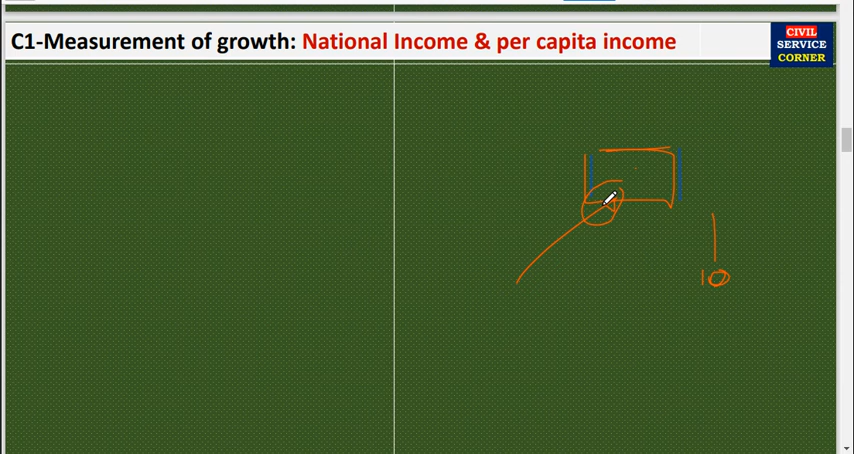 C1-Measurement of growth: National Income & per capita income
CIVIL
SERVICE
CORNER
10